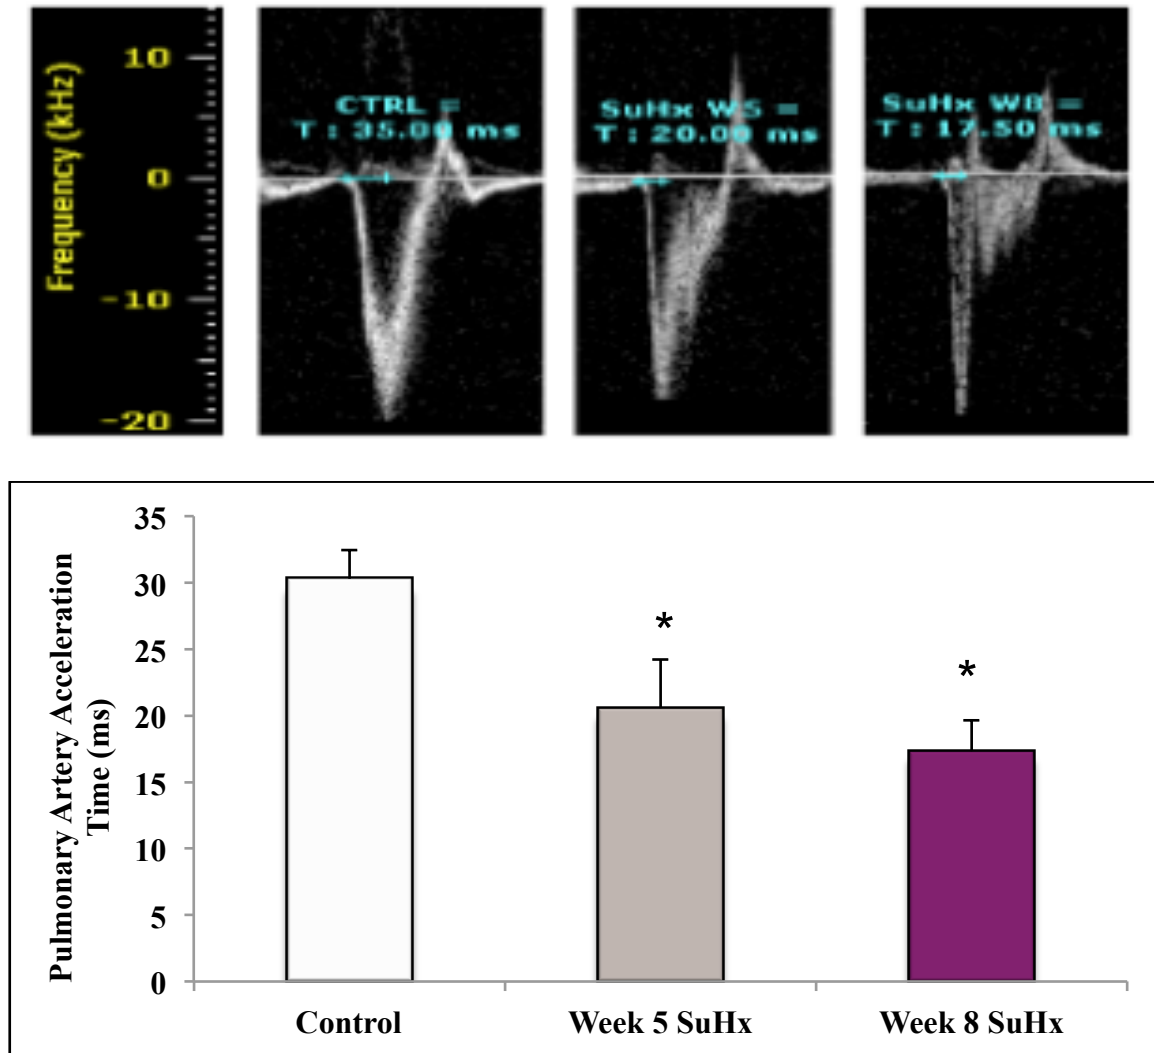 Frequency (kHz)
10
0
-10
-20
CTRL =
T : 35.00 ms
SuHx W5 =
T : 20.00 ms
SuHx W8 =
T : 17.50 ms
Pulmonary Artery Acceleration
Time (ms)
35
30
25
20
15
10
5
0
*
*
Control
Week 5 SuHx
Week 8 SuHx